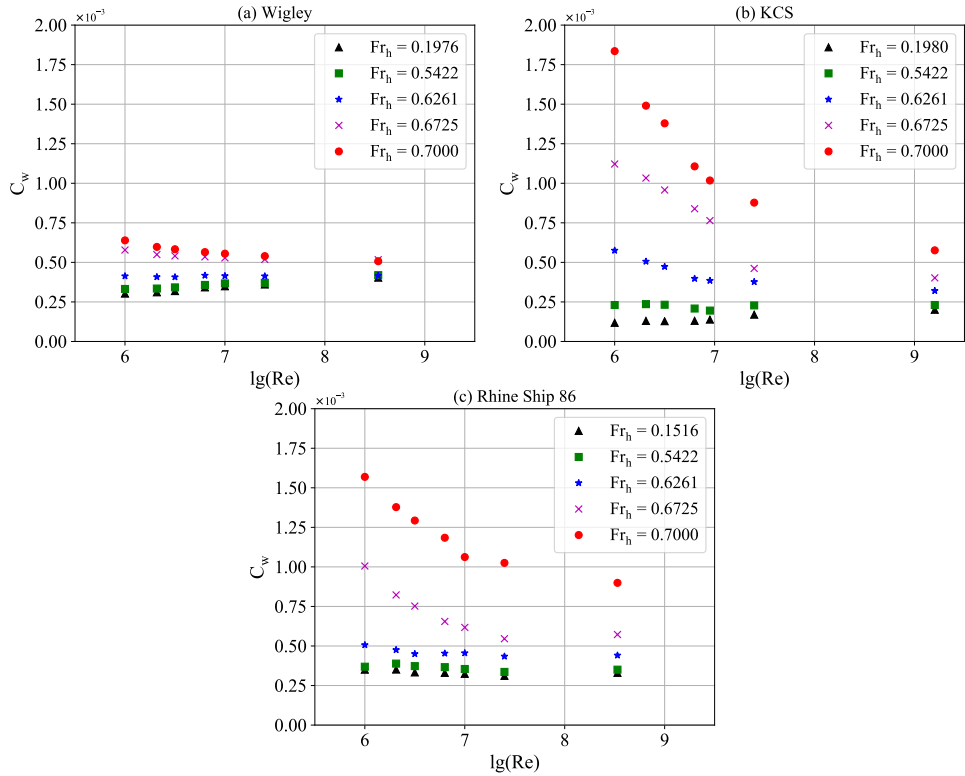 (a) Wigley
×10⁻³
2.00
1.75
1.50
1.25
1.00
0.75
0.50
0.25
0.00
C_w
6 7 8 9
lg(Re)
Fr_h = 0.1976
Fr_h = 0.5422
Fr_h = 0.6261
Fr_h = 0.6725
Fr_h = 0.7000
(b) KCS
×10⁻³
2.00
1.75
1.50
1.25
1.00
0.75
0.50
0.25
0.00
C_w
6 7 8 9
lg(Re)
Fr_h = 0.1980
Fr_h = 0.5422
Fr_h = 0.6261
Fr_h = 0.6725
Fr_h = 0.7000
(c) Rhine Ship 86
×10⁻³
2.00
1.75
1.50
1.25
1.00
0.75
0.50
0.25
0.00
C_w
6 7 8 9
lg(Re)
Fr_h = 0.1516
Fr_h = 0.5422
Fr_h = 0.6261
Fr_h = 0.6725
Fr_h = 0.7000